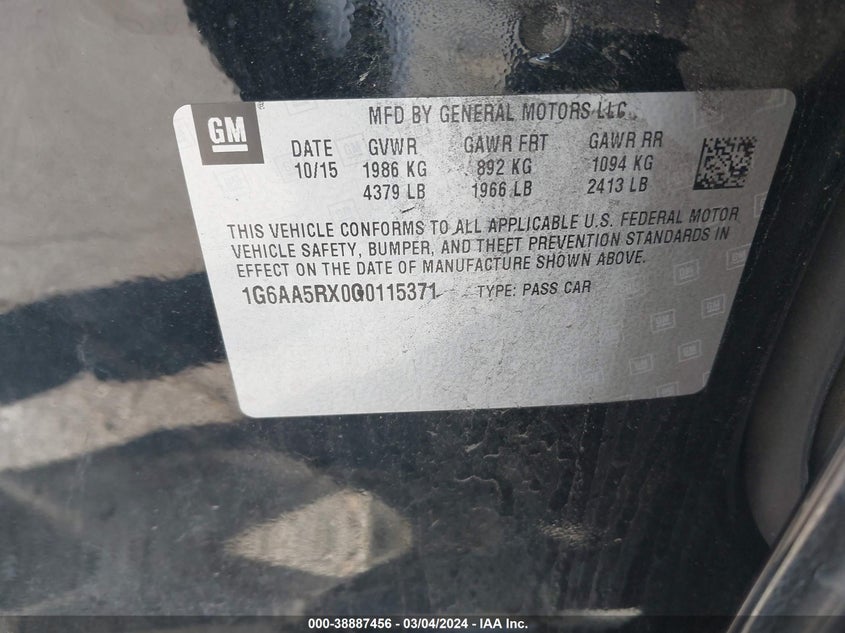 GM
MFD BY GENERAL MOTORS LLC
DATE GVWR GAWR FRT GAWR RR
10/15 1986 KG 892 KG 1094 KG
4379 LB 1966 LB 2413 LB
THIS VEHICLE CONFORMS TO ALL APPLICABLE U.S. FEDERAL MOTOR
VEHICLE SAFETY, BUMPER, AND THEFT PREVENTION STANDARDS IN
EFFECT ON THE DATE OF MANUFACTURE SHOWN ABOVE.
1G6AA5RX0G0115371 TYPE: PASS CAR
000-38887456 - 03/04/2024 - IAA Inc.